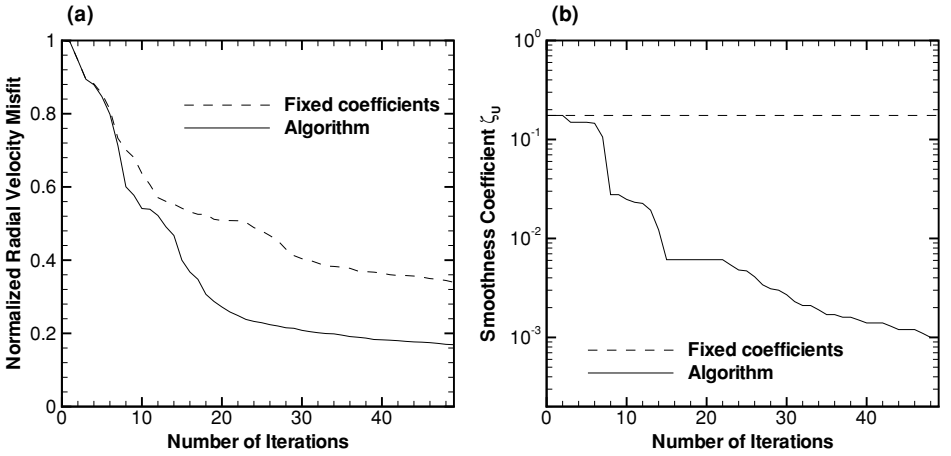 (a)
Normalized Radial Velocity Misfit
1
0.8
0.6
0.4
0.2
0
0 10 20 30 40
Number of Iterations
Fixed coefficients
Algorithm
(b)
Smoothness Coefficient ζU
10^0
10^-1
10^-2
10^-3
0 10 20 30 40
Number of Iterations
Fixed coefficients
Algorithm